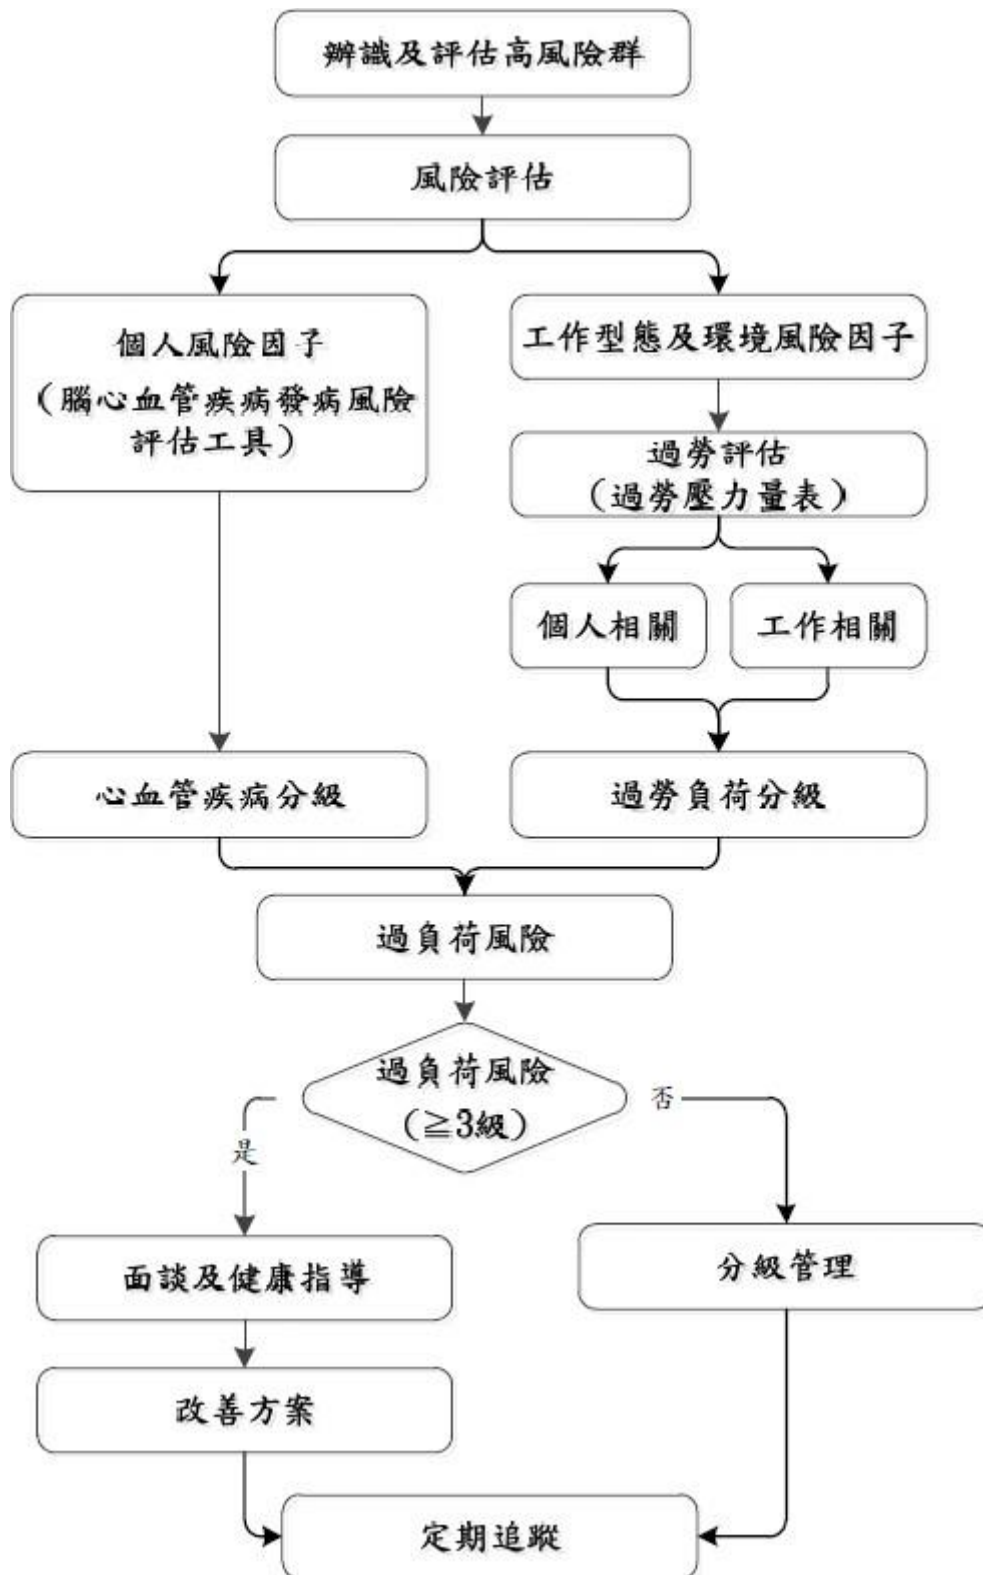 辦識及評估高風險群
風險評估
個人風險因子
（腦心血管疾病發病風險
評估工具）
工作型態及環境風險因子
過勞評估
（過勞壓力量表）
個人相關
工作相關
心血管疾病分級
過勞負荷分級
過負荷風險
過負荷風險
（≧3級）
是
否
面談及健康指導
分級管理
改善方案
定期追蹤